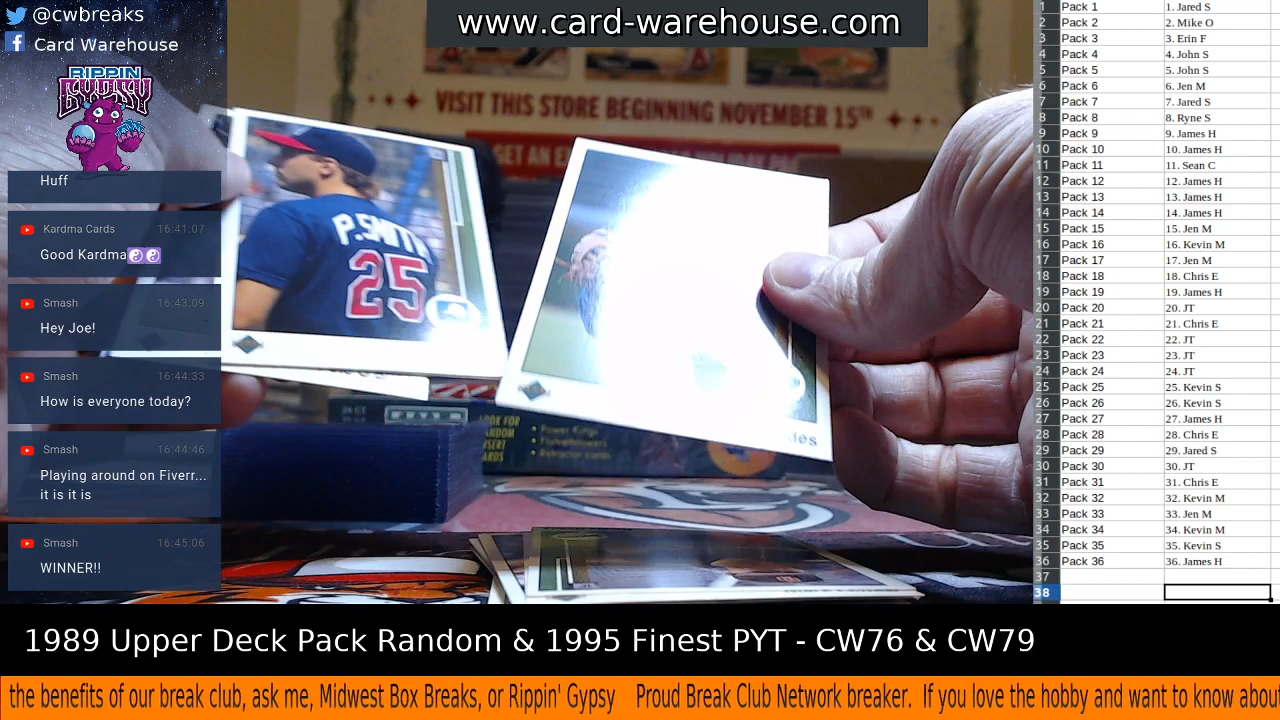 @cwbreaks
Card Warehouse
RIPPIN
GYPSY
Huff
Kardma Cards 16:41:07
Good Kardma
Smash 16:43:09
Hey Joe!
Smash 16:44:33
How is everyone today?
Smash 16:44:46
Playing around on Fiverr...
it is it is
Smash 16:45:06
WINNER!!
www.card-warehouse.com
VISIT THIS STORE BEGINNING NOVEMBER 15TH
GET AN
P.SMITH
25
des
RANDOM
Power Kings
1 Pack 1 1. Jared S
2 Pack 2 2. Mike O
3 Pack 3 3. Erin F
4 Pack 4 4. John S
5 Pack 5 5. John S
6 Pack 6 6. Jen M
7 Pack 7 7. Jared S
8 Pack 8 8. Ryne S
9 Pack 9 9. James H
10 Pack 10 10. James H
11 Pack 11 11. Sean C
12 Pack 12 12. James H
13 Pack 13 13. James H
14 Pack 14 14. James H
15 Pack 15 15. Jen M
16 Pack 16 16. Kevin M
17 Pack 17 17. Jen M
18 Pack 18 18. Chris E
19 Pack 19 19. James H
20 Pack 20 20. JT
21 Pack 21 21. Chris E
22 Pack 22 22. JT
23 Pack 23 23. JT
24 Pack 24 24. JT
25 Pack 25 25. Kevin S
26 Pack 26 26. Kevin S
27 Pack 27 27. James H
28 Pack 28 28. Chris E
29 Pack 29 29. Jared S
30 Pack 30 30. JT
31 Pack 31 31. Chris E
32 Pack 32 32. Kevin M
33 Pack 33 33. Jen M
34 Pack 34 34. Kevin M
35 Pack 35 35. Kevin S
36 Pack 36 36. James H
37
38
1989 Upper Deck Pack Random & 1995 Finest PYT - CW76 & CW79
the benefits of our break club, ask me, Midwest Box Breaks, or Rippin' Gypsy Proud Break Club Network breaker. If you love the hobby and want to know abou